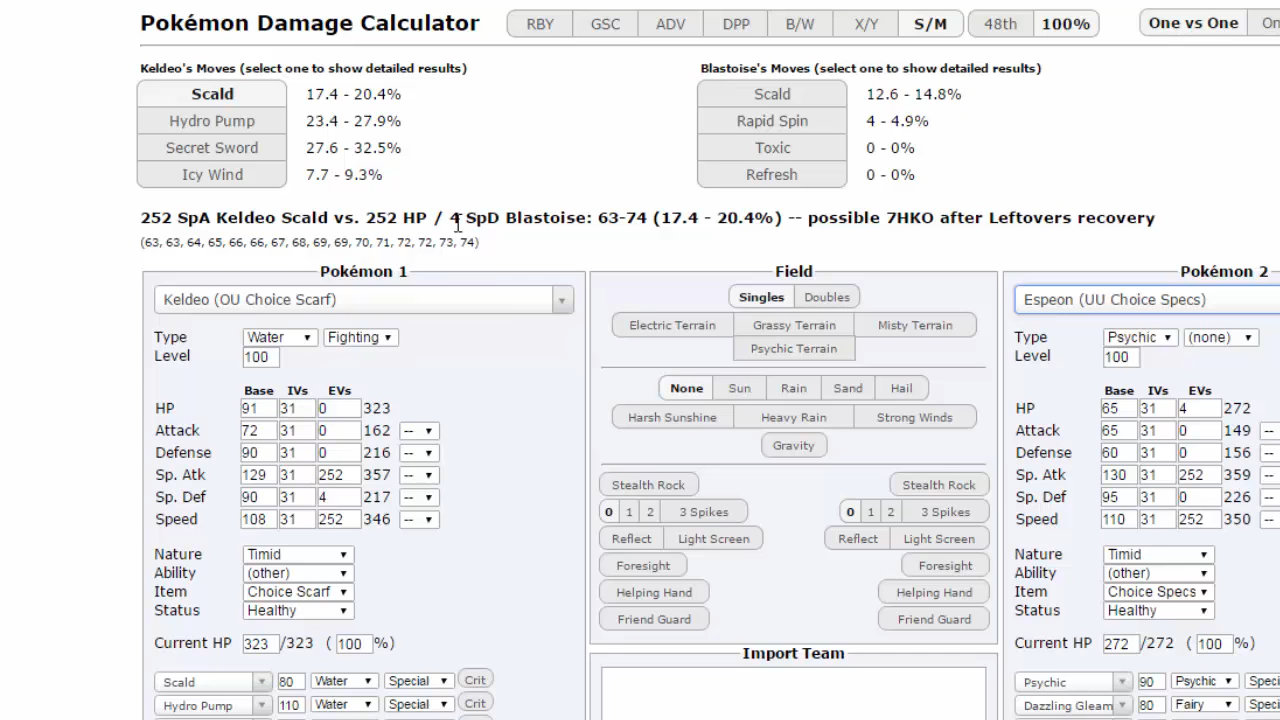 Pokémon Damage Calculator RBY GSC ADV DPP B/W X/Y S/M 48th 100% One vs One
Keldeo's Moves (select one to show detailed results) Blastoise's Moves (select one to show detailed results)
Scald 17.4 - 20.4% Scald 12.6 - 14.8%
Hydro Pump 23.4 - 27.9% Rapid Spin 4 - 4.9%
Secret Sword 27.6 - 32.5% Toxic 0 - 0%
Icy Wind 7.7 - 9.3% Refresh 0 - 0%
252 SpA Keldeo Scald vs. 252 HP / 4 SpD Blastoise: 63-74 (17.4 - 20.4%) -- possible 7HKO after Leftovers recovery
(63, 63, 64, 65, 66, 66, 67, 68, 69, 69, 70, 71, 72, 72, 73, 74)
Pokémon 1
Keldeo (OU Choice Scarf)
Type Water Fighting
Level 100
Base IVs EVs
HP 91 31 0 323
Attack 72 31 0 162 --
Defense 90 31 0 216 --
Sp. Atk 129 31 252 357 --
Sp. Def 90 31 4 217 --
Speed 108 31 252 346 --
Nature Timid
Ability (other)
Item Choice Scarf
Status Healthy
Current HP 323/323 ( 100 %)
Scald 80 Water Special Crit
Hydro Pump 110 Water Special Crit
Field
Singles Doubles
Electric Terrain Grassy Terrain Misty Terrain
Psychic Terrain
None Sun Rain Sand Hail
Harsh Sunshine Heavy Rain Strong Winds
Gravity
Stealth Rock Stealth Rock
0 1 2 3 Spikes 0 1 2 3 Spikes
Reflect Light Screen Reflect Light Screen
Foresight Foresight
Helping Hand Helping Hand
Friend Guard Friend Guard
Import Team
Pokémon 2
Espeon (UU Choice Specs)
Type Psychic (none)
Level 100
Base IVs EVs
HP 65 31 4 272
Attack 65 31 0 149 --
Defense 60 31 0 156 --
Sp. Atk 130 31 252 359 --
Sp. Def 95 31 0 226 --
Speed 110 31 252 350 --
Nature Timid
Ability (other)
Item Choice Specs
Status Healthy
Current HP 272/272 ( 100 %)
Psychic 90 Psychic
Dazzling Gleam 80 Fairy